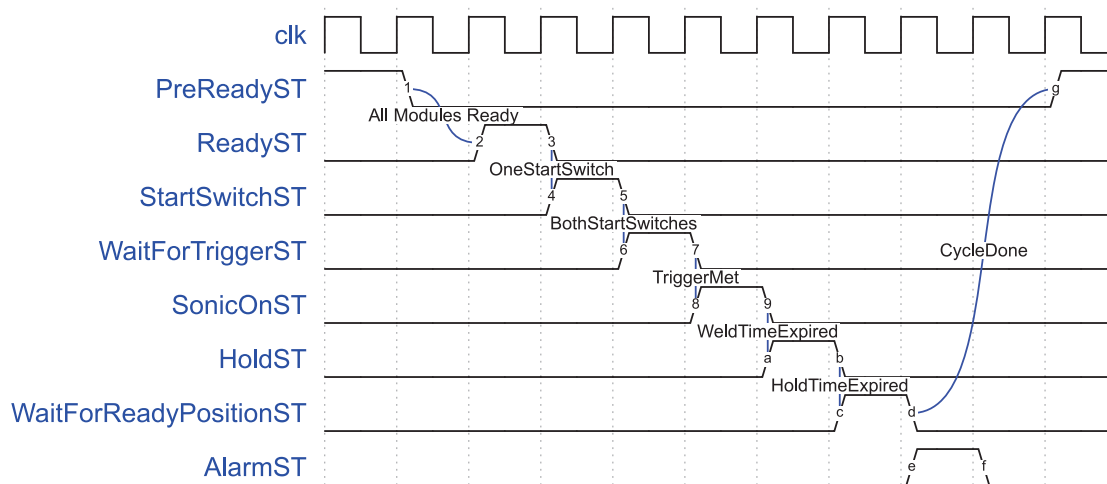 clk
PreReadyST
1
g
All Modules Ready
ReadyST
2
3
OneStartSwitch
StartSwitchST
4
5
BothStartSwitches
WaitForTriggerST
6
7
CycleDone
TriggerMet
SonicOnST
8
9
WeldTimeExpired
HoldST
a
b
HoldTimeExpired
WaitForReadyPositionST
c
d
AlarmST
e
f